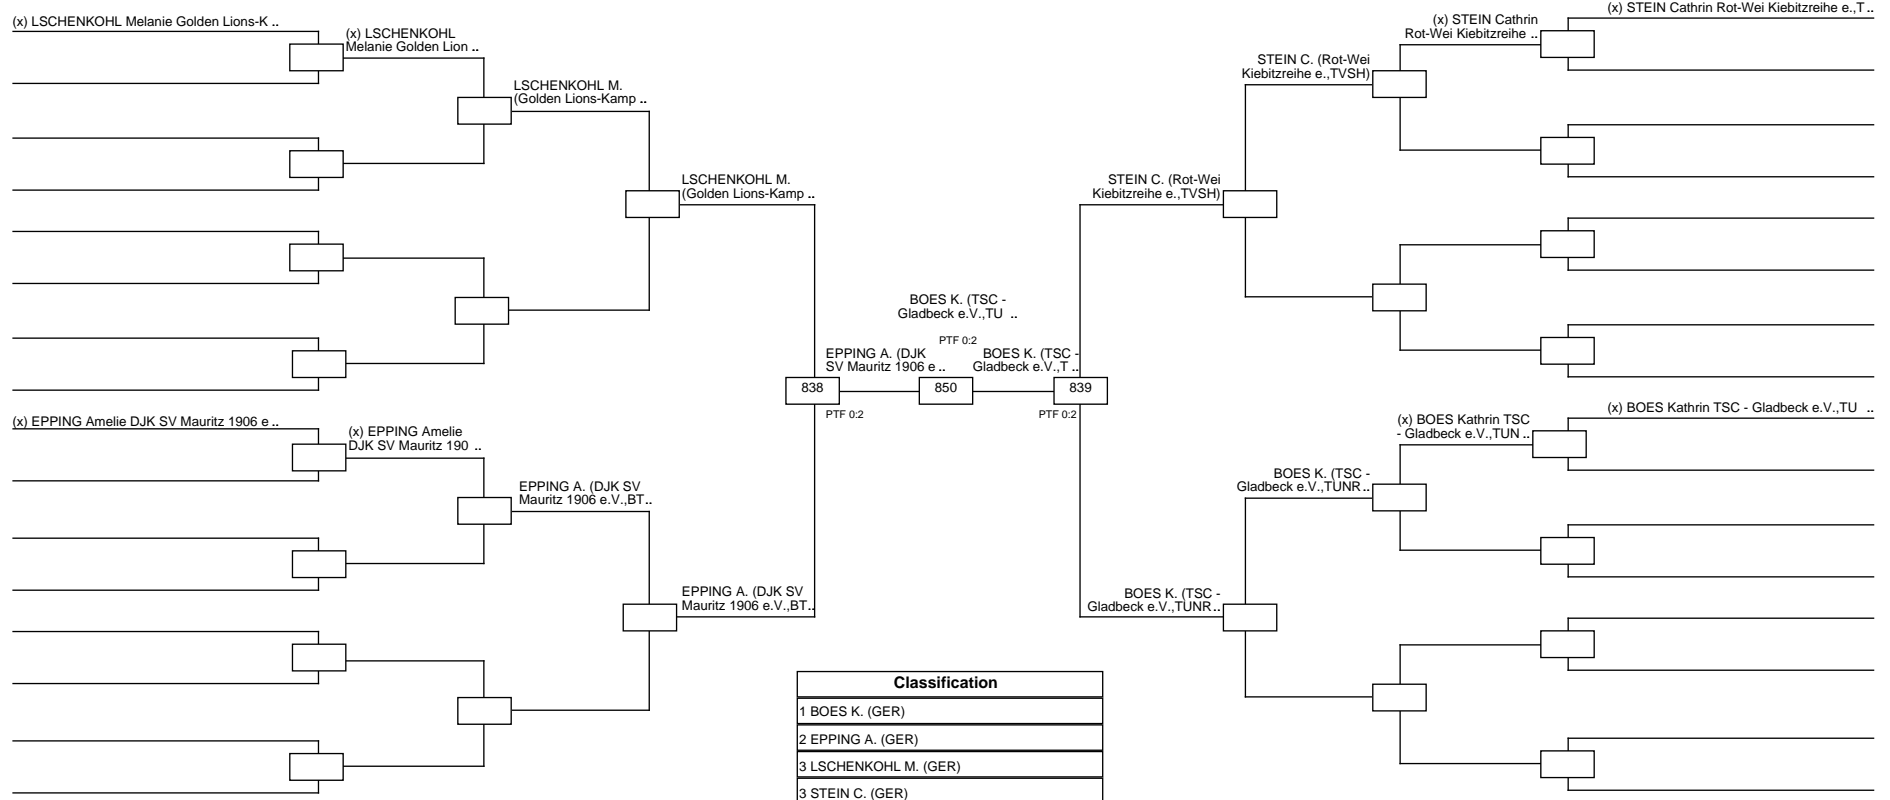 (x) LSCHENKOHL Melanie Golden Lions-K ..
(x) LSCHENKOHL
Melanie Golden Lion ..
LSCHENKOHL M.
(Golden Lions-Kamp ..
LSCHENKOHL M.
(Golden Lions-Kamp ..
(x) EPPING Amelie DJK SV Mauritz 1906 e ..
(x) EPPING Amelie
DJK SV Mauritz 190 ..
EPPING A. (DJK SV
Mauritz 1906 e.V.,BT ..
EPPING A. (DJK SV
Mauritz 1906 e.V.,BT ..
BOES K. (TSC -
Gladbeck e.V.,TU ..
PTF 0:2
EPPING A. (DJK
SV Mauritz 1906 e ..
BOES K. (TSC -
Gladbeck e.V.,T ..
838
850
839
PTF 0:2
PTF 0:2
(x) STEIN Cathrin Rot-Wei Kiebitzreihe e.,T ..
(x) STEIN Cathrin
Rot-Wei Kiebitzreihe ..
STEIN C. (Rot-Wei
Kiebitzreihe e.,TVSH)
STEIN C. (Rot-Wei
Kiebitzreihe e.,TVSH)
(x) BOES Kathrin TSC - Gladbeck e.V.,TU ..
(x) BOES Kathrin TSC
- Gladbeck e.V.,TUN ..
BOES K. (TSC -
Gladbeck e.V.,TUNR ..
BOES K. (TSC -
Gladbeck e.V.,TUNR ..
Classification
1 BOES K. (GER)
2 EPPING A. (GER)
3 LSCHENKOHL M. (GER)
3 STEIN C. (GER)